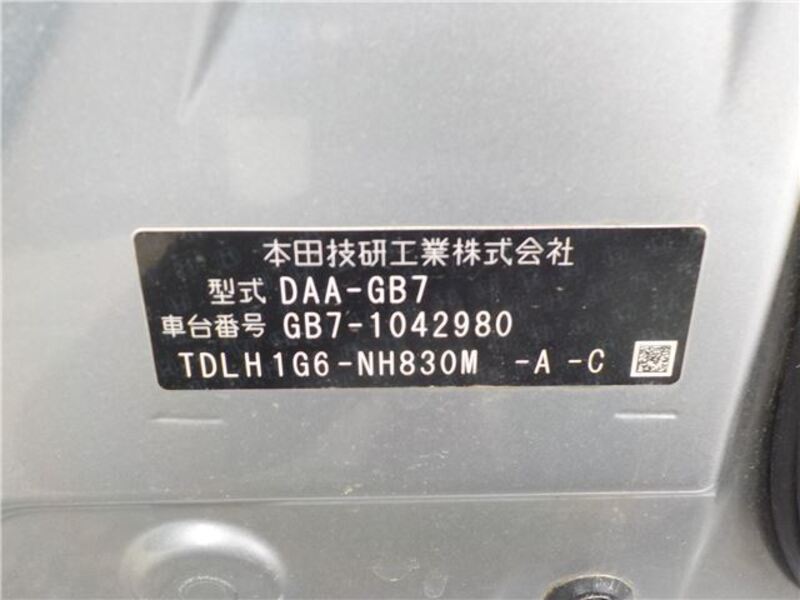 本田技研工業株式会社
型式 DAA-GB7
車台番号 GB7-1042980
TDLH1G6-NH830M -A -C